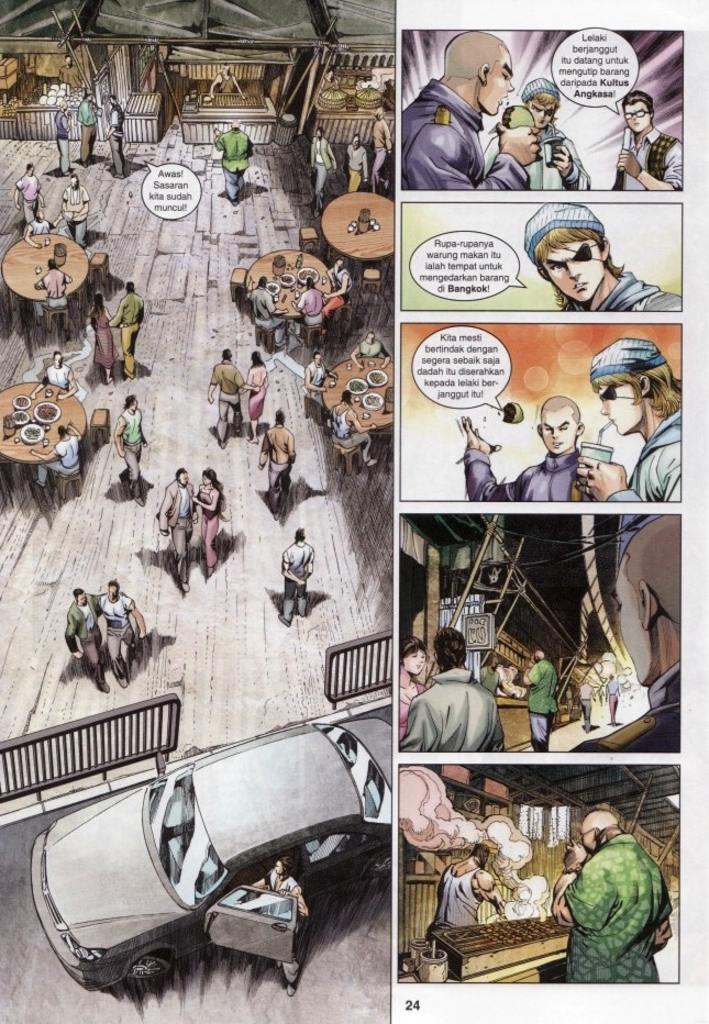 Awas!
Sasaran
kita sudah
muncul!
Lelaki
berjanggut
itu datang untuk
mengutip barang
daripada Kultus
Angkasa!
Rupa-rupanya
warung makan itu
ialah tempat untuk
mengedarkan barang
di Bangkok!
Kita mesti
bertindak dengan
segera sebaik saja
dadah itu diserahkan
kepada lelaki ber-
janggut itu!
24